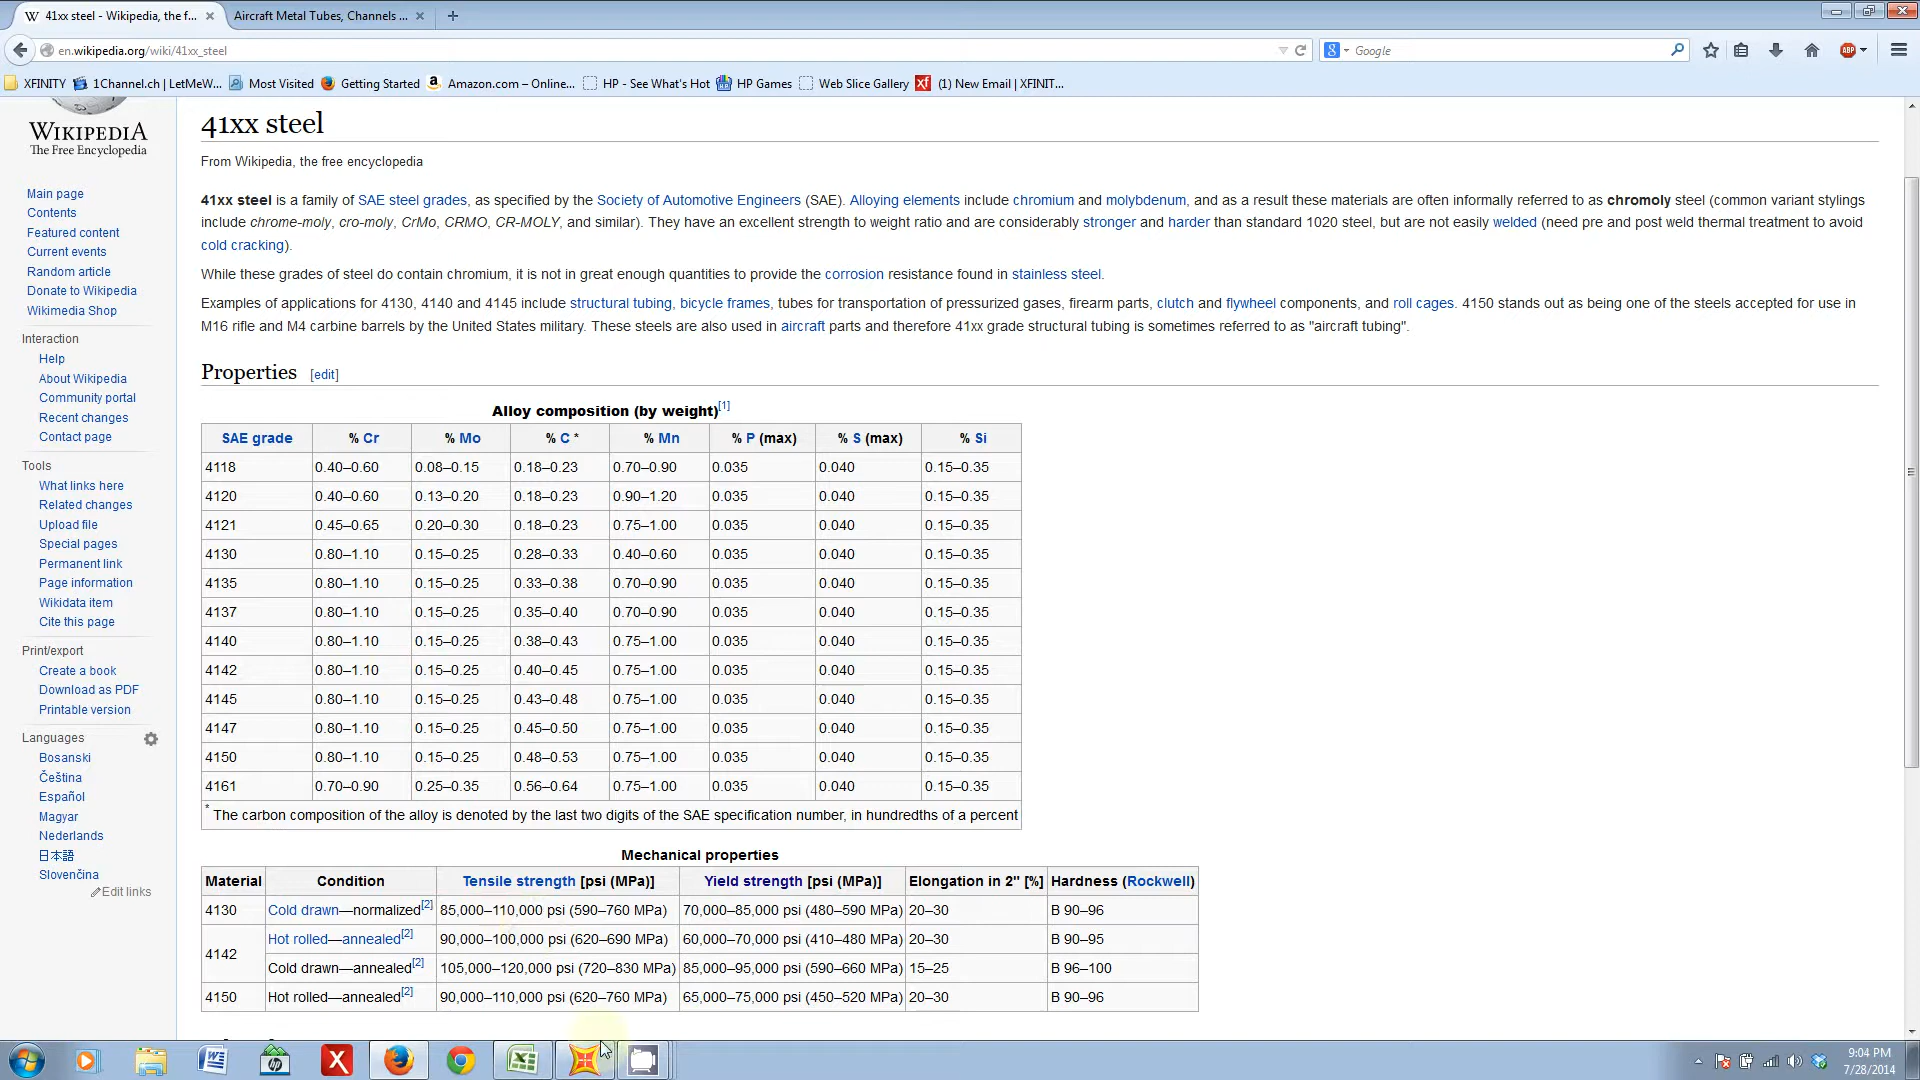 41xx steel - Wikipedia, the f...
Aircraft Metal Tubes, Channels ...
en.wikipedia.org/wiki/41xx_steel
Google
XFINITY 1Channel.ch | LetMeW... Most Visited Getting Started Amazon.com – Online... HP - See What's Hot HP Games Web Slice Gallery (1) New Email | XFINIT...
WIKIPEDIA
The Free Encyclopedia
Main page
Contents
Featured content
Current events
Random article
Donate to Wikipedia
Wikimedia Shop
Interaction
Help
About Wikipedia
Community portal
Recent changes
Contact page
Tools
What links here
Related changes
Upload file
Special pages
Permanent link
Page information
Wikidata item
Cite this page
Print/export
Create a book
Download as PDF
Printable version
Languages
Bosanski
Čeština
Español
Magyar
Nederlands
日本語
Slovenčina
Edit links
41xx steel
From Wikipedia, the free encyclopedia
41xx steel is a family of SAE steel grades, as specified by the Society of Automotive Engineers (SAE). Alloying elements include chromium and molybdenum, and as a result these materials are often informally referred to as chromoly steel (common variant stylings
include chrome-moly, cro-moly, CrMo, CRMO, CR-MOLY, and similar). They have an excellent strength to weight ratio and are considerably stronger and harder than standard 1020 steel, but are not easily welded (need pre and post weld thermal treatment to avoid
cold cracking).
While these grades of steel do contain chromium, it is not in great enough quantities to provide the corrosion resistance found in stainless steel.
Examples of applications for 4130, 4140 and 4145 include structural tubing, bicycle frames, tubes for transportation of pressurized gases, firearm parts, clutch and flywheel components, and roll cages. 4150 stands out as being one of the steels accepted for use in
M16 rifle and M4 carbine barrels by the United States military. These steels are also used in aircraft parts and therefore 41xx grade structural tubing is sometimes referred to as "aircraft tubing".
Properties [edit]
Alloy composition (by weight)[1]
SAE grade % Cr % Mo % C * % Mn % P (max) % S (max) % Si
4118 0.40–0.60 0.08–0.15 0.18–0.23 0.70–0.90 0.035 0.040 0.15–0.35
4120 0.40–0.60 0.13–0.20 0.18–0.23 0.90–1.20 0.035 0.040 0.15–0.35
4121 0.45–0.65 0.20–0.30 0.18–0.23 0.75–1.00 0.035 0.040 0.15–0.35
4130 0.80–1.10 0.15–0.25 0.28–0.33 0.40–0.60 0.035 0.040 0.15–0.35
4135 0.80–1.10 0.15–0.25 0.33–0.38 0.70–0.90 0.035 0.040 0.15–0.35
4137 0.80–1.10 0.15–0.25 0.35–0.40 0.70–0.90 0.035 0.040 0.15–0.35
4140 0.80–1.10 0.15–0.25 0.38–0.43 0.75–1.00 0.035 0.040 0.15–0.35
4142 0.80–1.10 0.15–0.25 0.40–0.45 0.75–1.00 0.035 0.040 0.15–0.35
4145 0.80–1.10 0.15–0.25 0.43–0.48 0.75–1.00 0.035 0.040 0.15–0.35
4147 0.80–1.10 0.15–0.25 0.45–0.50 0.75–1.00 0.035 0.040 0.15–0.35
4150 0.80–1.10 0.15–0.25 0.48–0.53 0.75–1.00 0.035 0.040 0.15–0.35
4161 0.70–0.90 0.25–0.35 0.56–0.64 0.75–1.00 0.035 0.040 0.15–0.35
* The carbon composition of the alloy is denoted by the last two digits of the SAE specification number, in hundredths of a percent
Mechanical properties
Material Condition Tensile strength [psi (MPa)] Yield strength [psi (MPa)] Elongation in 2" [%] Hardness (Rockwell)
4130 Cold drawn—normalized[2] 85,000–110,000 psi (590–760 MPa) 70,000–85,000 psi (480–590 MPa) 20–30 B 90–96
4142 Hot rolled—annealed[2] 90,000–100,000 psi (620–690 MPa) 60,000–70,000 psi (410–480 MPa) 20–30 B 90–95
Cold drawn—annealed[2] 105,000–120,000 psi (720–830 MPa) 85,000–95,000 psi (590–660 MPa) 15–25 B 96–100
4150 Hot rolled—annealed[2] 90,000–110,000 psi (620–760 MPa) 65,000–75,000 psi (450–520 MPa) 20–30 B 90–96
9:04 PM
7/28/2014